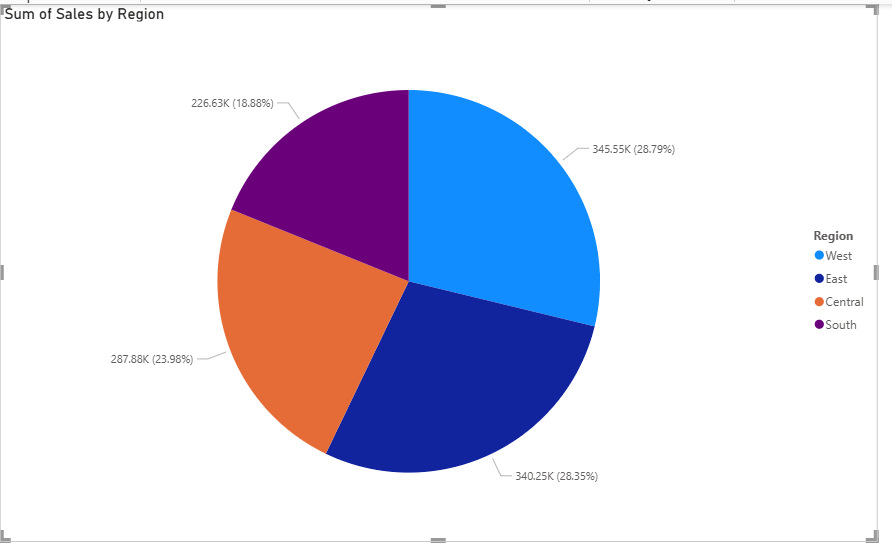 Sum of Sales by Region
226.63K (18.88%)
345.55K (28.79%)
Region
West
East
Central
South
287.88K (23.98%)
340.25K (28.35%)